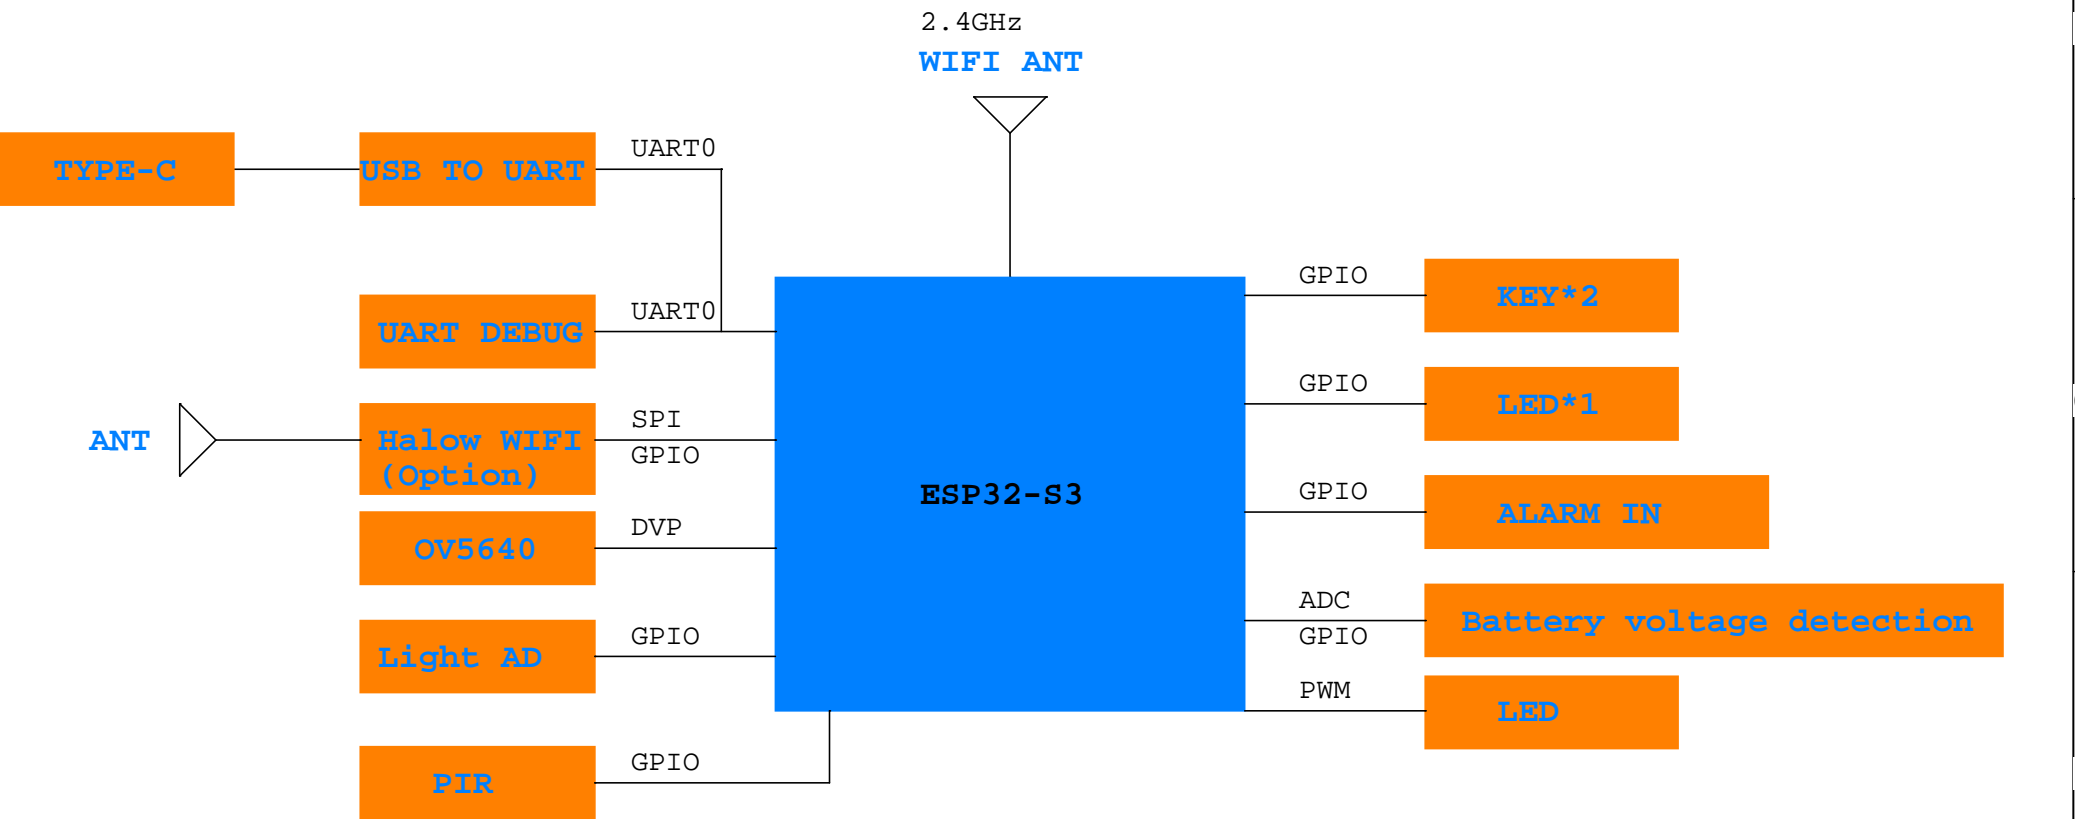 2.4GHz
WIFI ANT
TYPE-C
USB TO UART
UART0
UART DEBUG
UART0
ANT
Halow WIFI
(Option)
SPI
GPIO
OV5640
DVP
Light AD
GPIO
PIR
GPIO
ESP32-S3
GPIO
KEY*2
GPIO
LED*1
GPIO
ALARM IN
ADC
GPIO
Battery voltage detection
PWM
LED